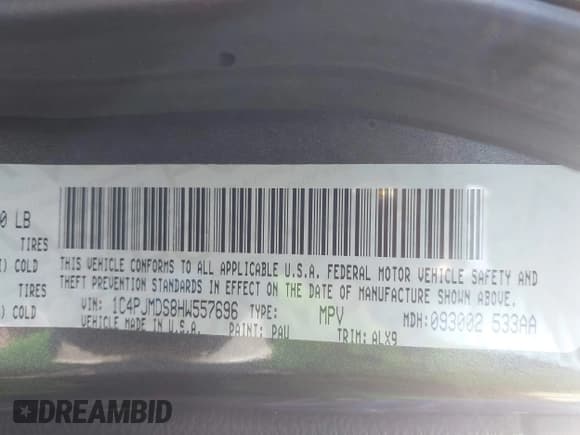 0 LB
TIRES
) COLD
TIRES
) COLD
THIS VEHICLE CONFORMS TO ALL APPLICABLE U.S.A. FEDERAL MOTOR VEHICLE SAFETY AND
THEFT PREVENTION STANDARDS IN EFFECT ON THE DATE OF MANUFACTURE SHOWN ABOVE.
VIN: 1C4PJMDS8HW557696 TYPE: MPV MDH: 093002 533AA
VEHICLE MADE IN U.S.A. PAINT: PAU TRIM: ALX9
DREAMBID